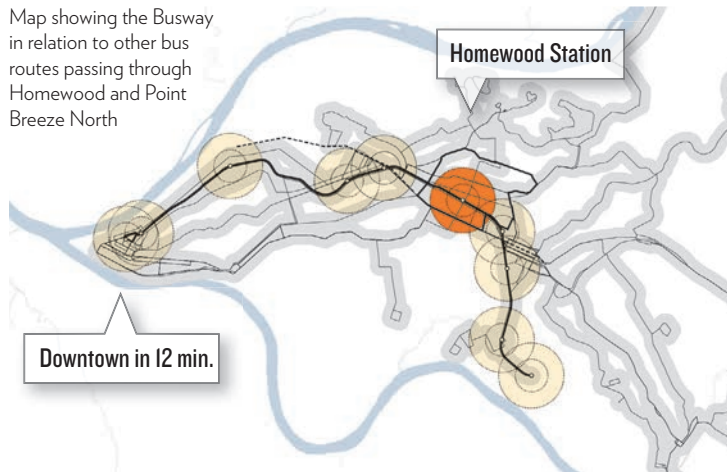 Map showing the Busway
in relation to other bus
routes passing through
Homewood and Point
Breeze North
Homewood Station
Downtown in 12 min.